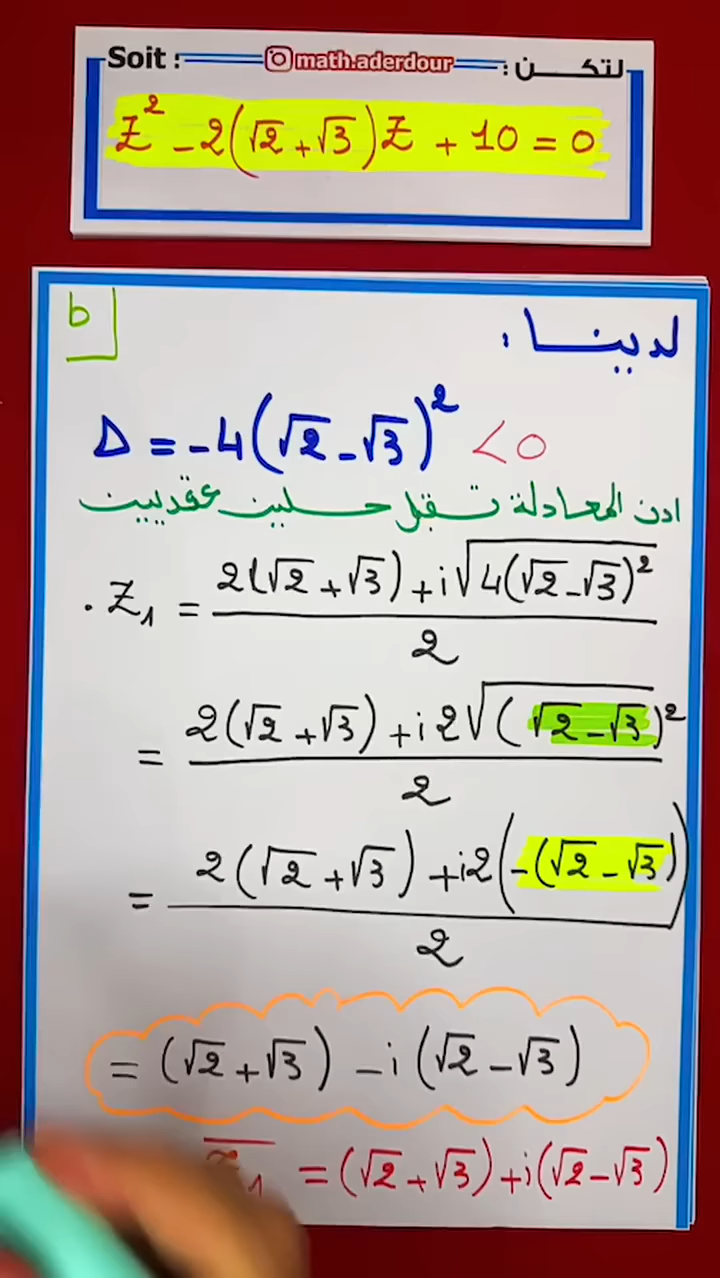 Soit : math.aderdour لتكن :
Z² - 2(√2 + √3)Z + 10 = 0
b
لدينا :
Δ = -4(√2 - √3)² < 0
اذن المعادلة تقبل حلين عقديين
. Z₁ = (2(√2 + √3) + i√(4(√2 - √3)²)) / 2
= (2(√2 + √3) + i2√((√2 - √3)²)) / 2
= (2(√2 + √3) + i2(-(√2 - √3))) / 2
= (√2 + √3) - i(√2 - √3)
= (√2 + √3) + i(√2 - √3)